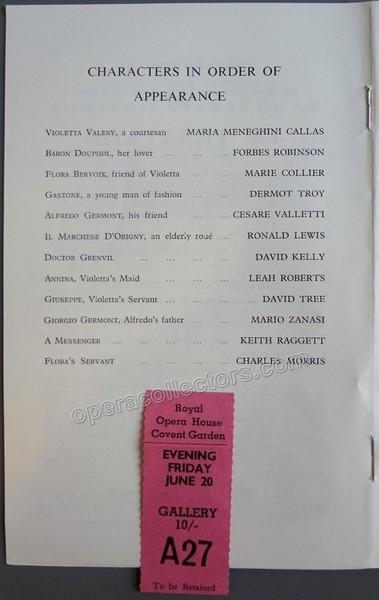 CHARACTERS IN ORDER OF
APPEARANCE
VIOLETTA VALERY, a courtesan MARIA MENEGHINI CALLAS
BARON DOUPHOL, her lover ... ... FORBES ROBINSON
FLORA BERVOIX, friend of Violetta ... MARIE COLLIER
GASTONE, a young man of fashion ... DERMOT TROY
ALFREDO GERMONT, his friend ... CESARE VALLETTI
IL MARCHESE D'OBIGNY, an elderly roué ... RONALD LEWIS
DOCTOR GRENVIL ... ... ... ... DAVID KELLY
ANNINA, Violetta's Maid ... ... LEAH ROBERTS
GIUSEPPE, Violetta's Servant ... ... ... DAVID TREE
GIORGIO GERMONT, Alfredo's father ... ... MARIO ZANASI
A MESSENGER ... ... ... ... ... KEITH RAGGETT
FLORA'S SERVANT ... ... ... CHARLES MORRIS
operacollectors.com
Royal
Opera House
Covent Garden
EVENING
FRIDAY
JUNE 20
GALLERY
10/-
A27
To be Retained